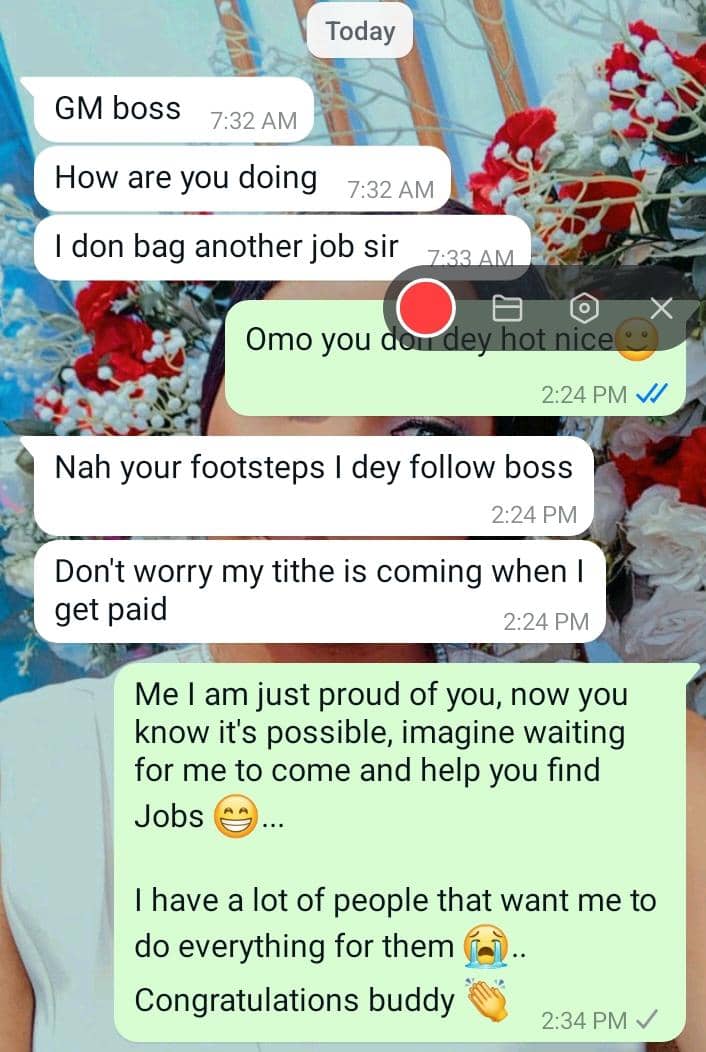 Today
GM boss 7:32 AM
How are you doing 7:32 AM
I don bag another job sir 7:33 AM
Omo you don dey hot nice🙂
2:24 PM
Nah your footsteps I dey follow boss
2:24 PM
Don't worry my tithe is coming when I
get paid 2:24 PM
Me I am just proud of you, now you
know it's possible, imagine waiting
for me to come and help you find
Jobs 😁...
I have a lot of people that want me to
do everything for them 😭..
Congratulations buddy 👏 2:34 PM